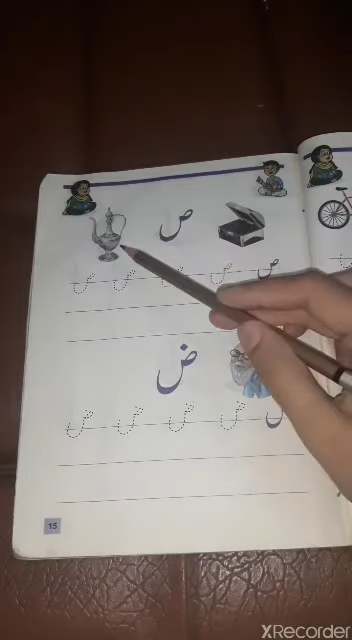 ص
ص ص ص ص ص
ض
ض ض ض ض
15
XRecorder